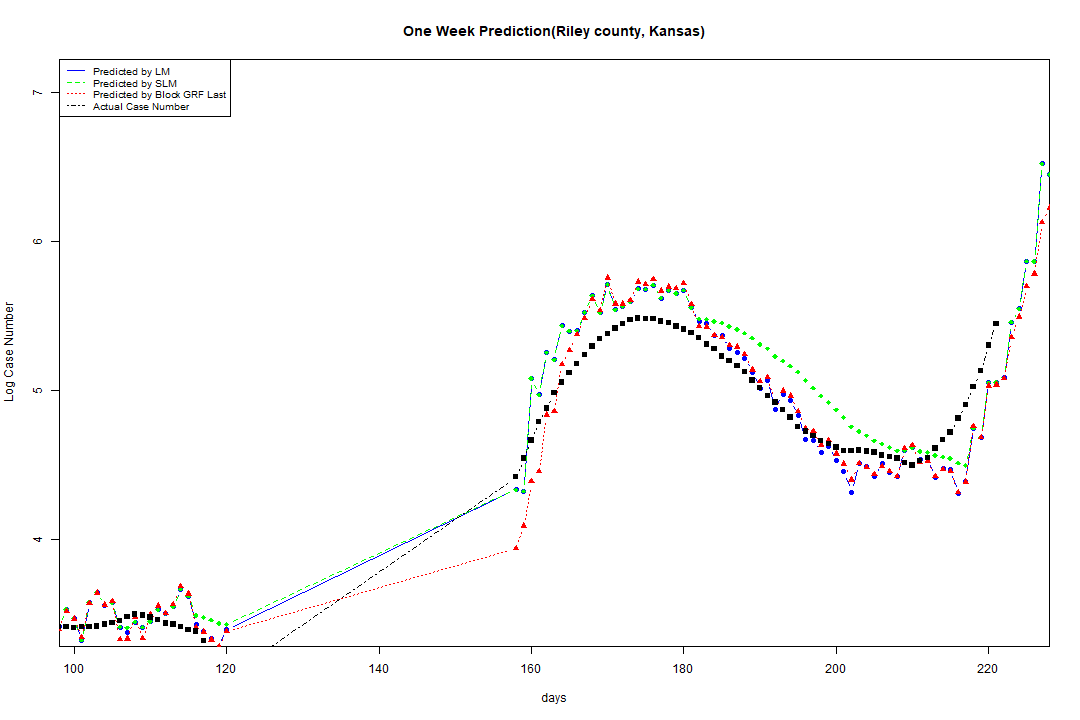 One Week Prediction(Riley county, Kansas)
Predicted by LM
Predicted by SLM
Predicted by Block GRF Last
Actual Case Number
7
6
5
4
Log Case Number
100 120 140 160 180 200 220
days